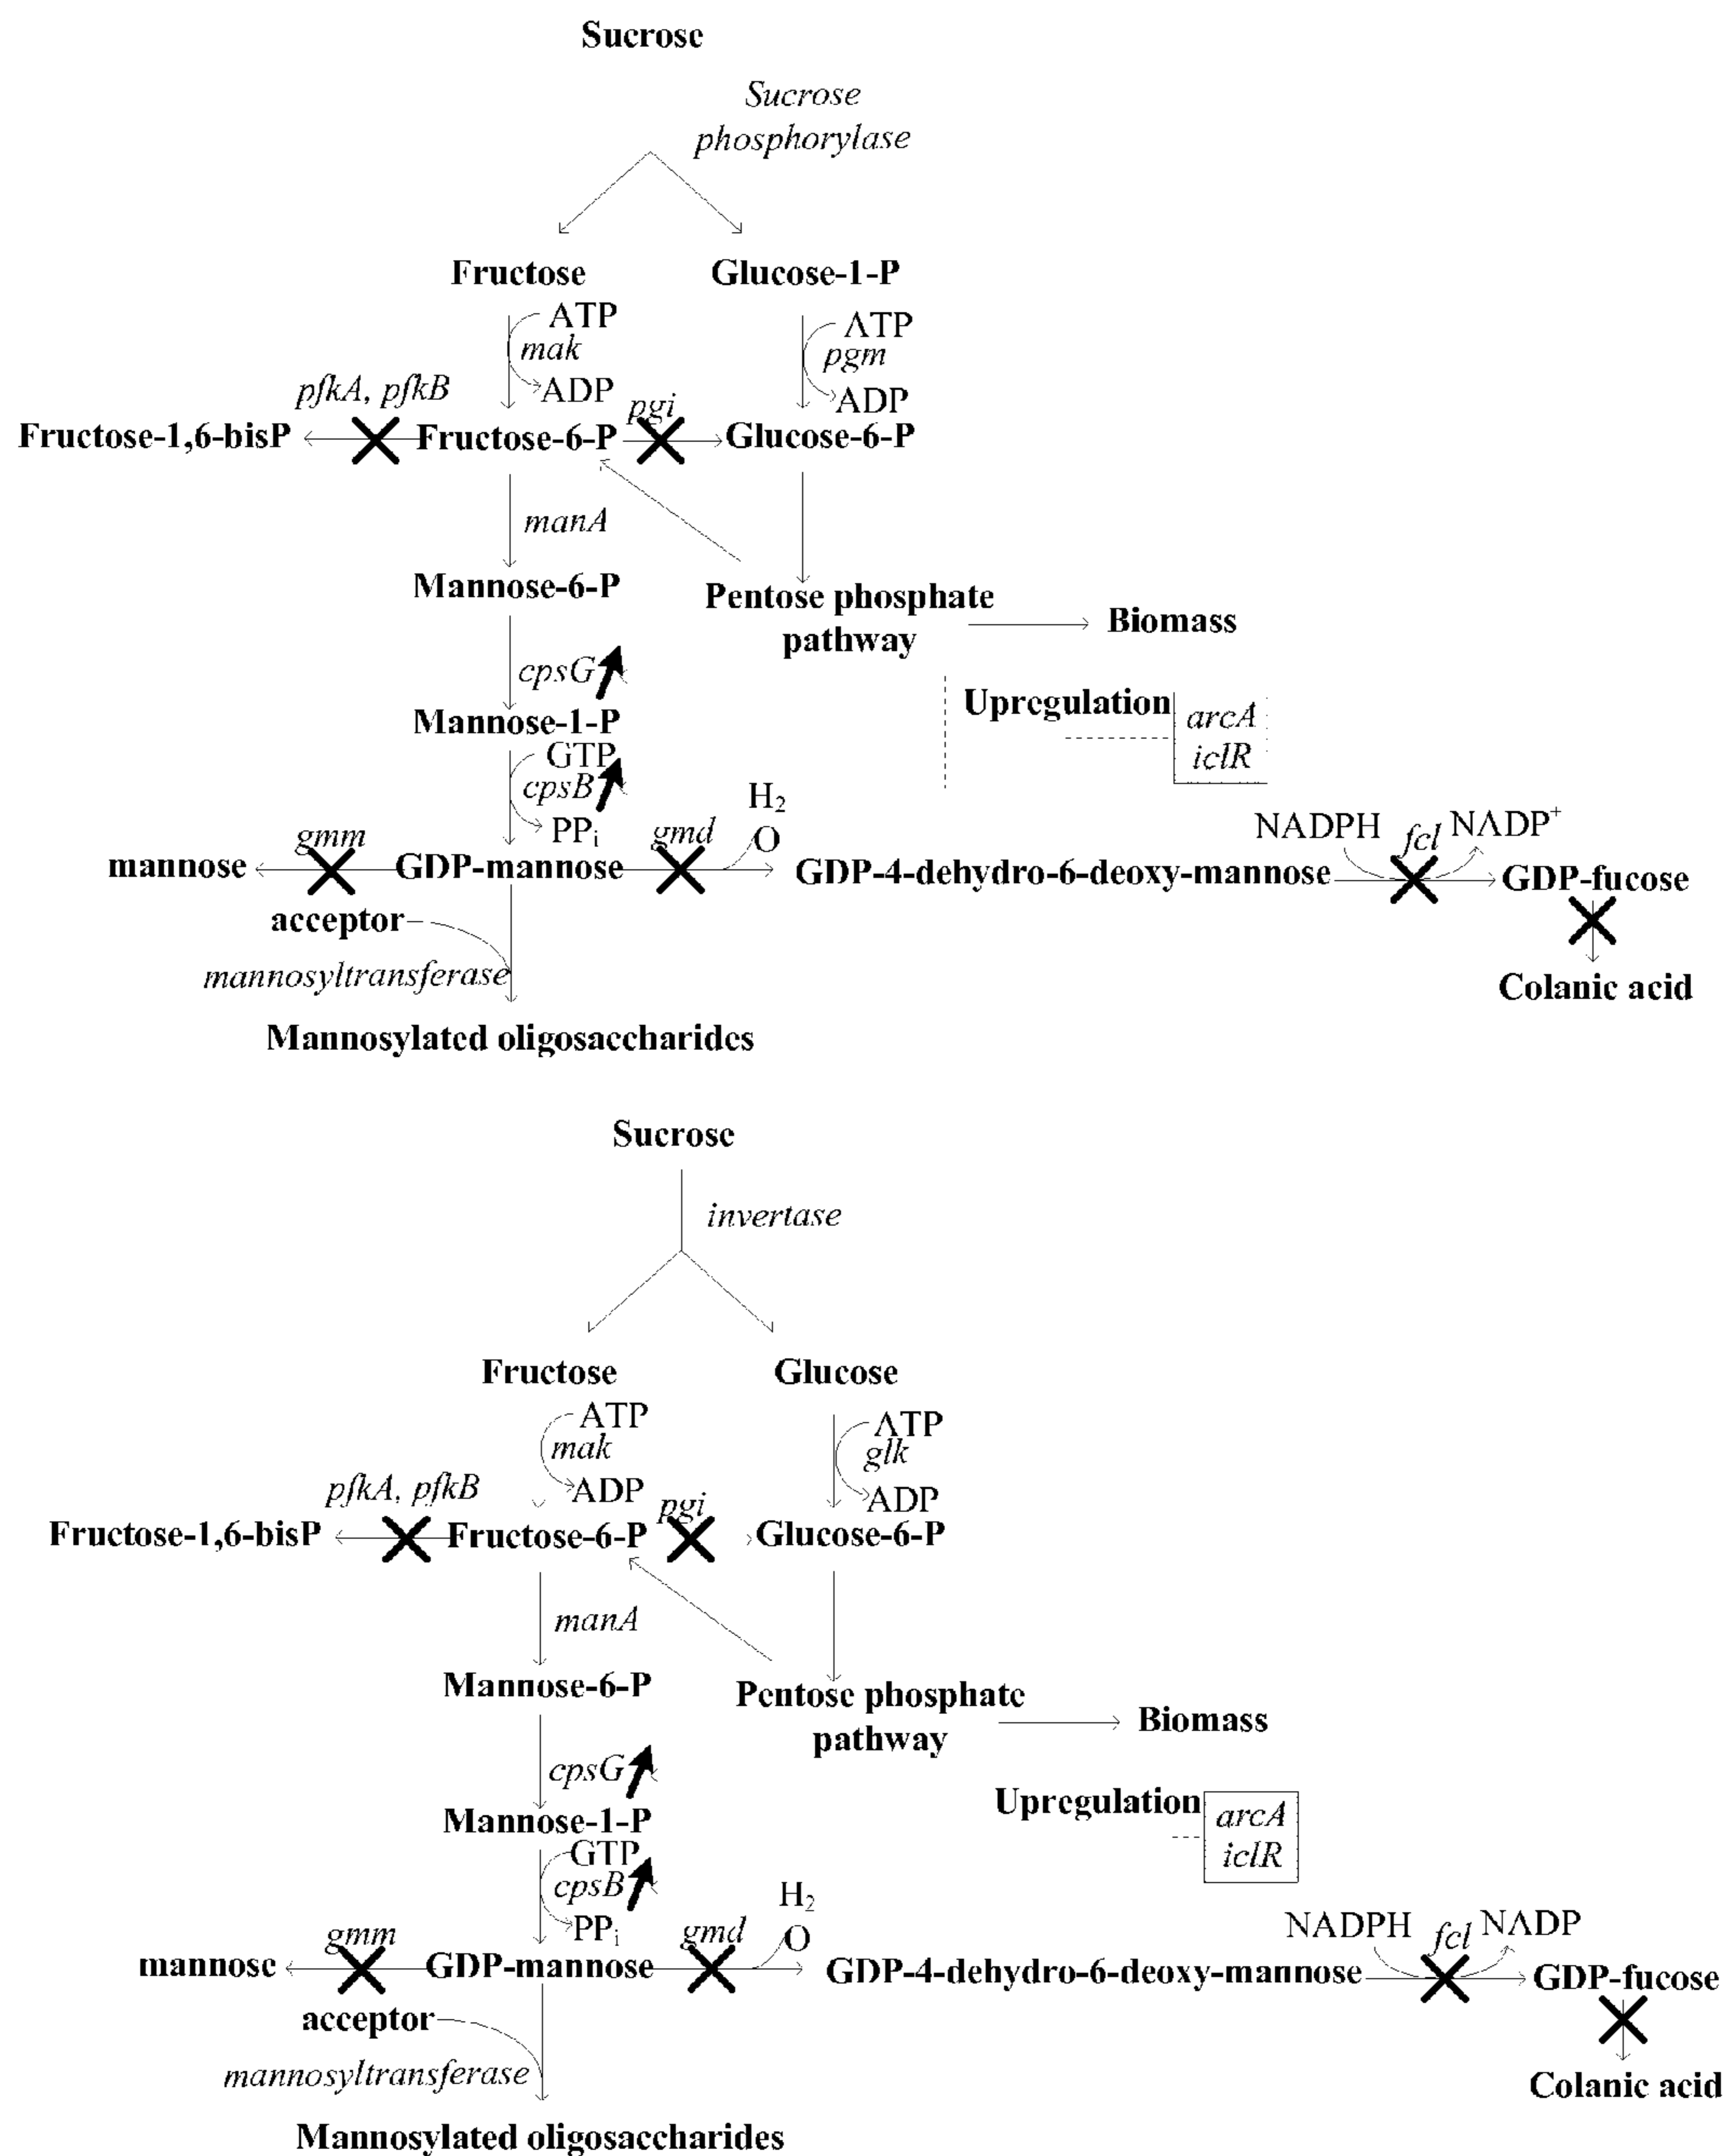 Sucrose
Sucrose
phosphorylase
Fructose
Glucose-1-P
ATP
mak
ADP
ATP
pgm
ADP
pfkA, pfkB
pgi
Fructose-1,6-bisP
Fructose-6-P
Glucose-6-P
manA
Mannose-6-P
Pentose phosphate
pathway
Biomass
cpsG
Mannose-1-P
Upregulation
arcA
iclR
GTP
cpsB
PPi
gmm
gmd
H2
O
NADPH
fcl
NADP+
mannose
GDP-mannose
GDP-4-dehydro-6-deoxy-mannose
GDP-fucose
acceptor
mannosyltransferase
Colanic acid
Mannosylated oligosaccharides
Sucrose
invertase
Fructose
Glucose
ATP
mak
ADP
ATP
glk
ADP
pfkA, pfkB
pgi
Fructose-1,6-bisP
Fructose-6-P
Glucose-6-P
manA
Mannose-6-P
Pentose phosphate
pathway
Biomass
cpsG
Mannose-1-P
Upregulation
arcA
iclR
GTP
cpsB
PPi
gmm
gmd
H2
O
NADPH
fcl
NADP
mannose
GDP-mannose
GDP-4-dehydro-6-deoxy-mannose
GDP-fucose
acceptor
mannosyltransferase
Colanic acid
Mannosylated oligosaccharides